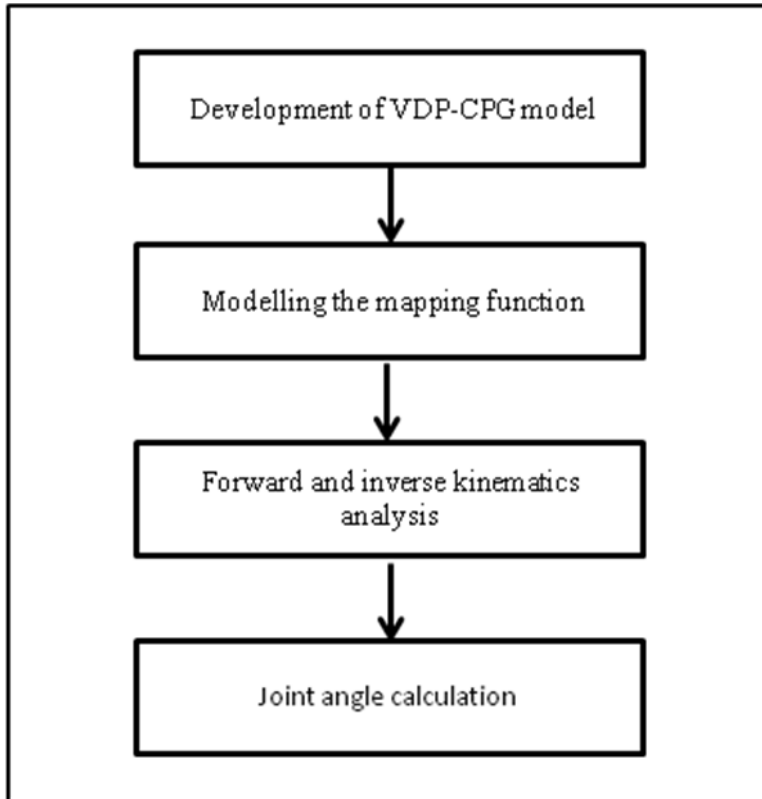 Development of VDP-CPG model
Modelling the mapping function
Forward and inverse kinematics
analysis
Joint angle calculation